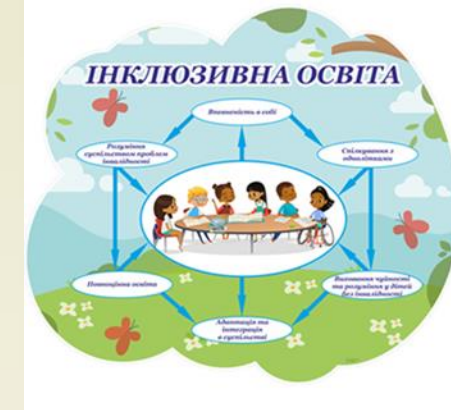 ІНКЛЮЗИВНА ОСВІТА
Впевненість в собі
Розуміння
суспільством проблем
інвалідності
Спілкування з
однолітками
Повноцінна освіта
Виховання чуйності
та розуміння у дітей
без інвалідності
Адаптація та
інтеграція
в суспільстві